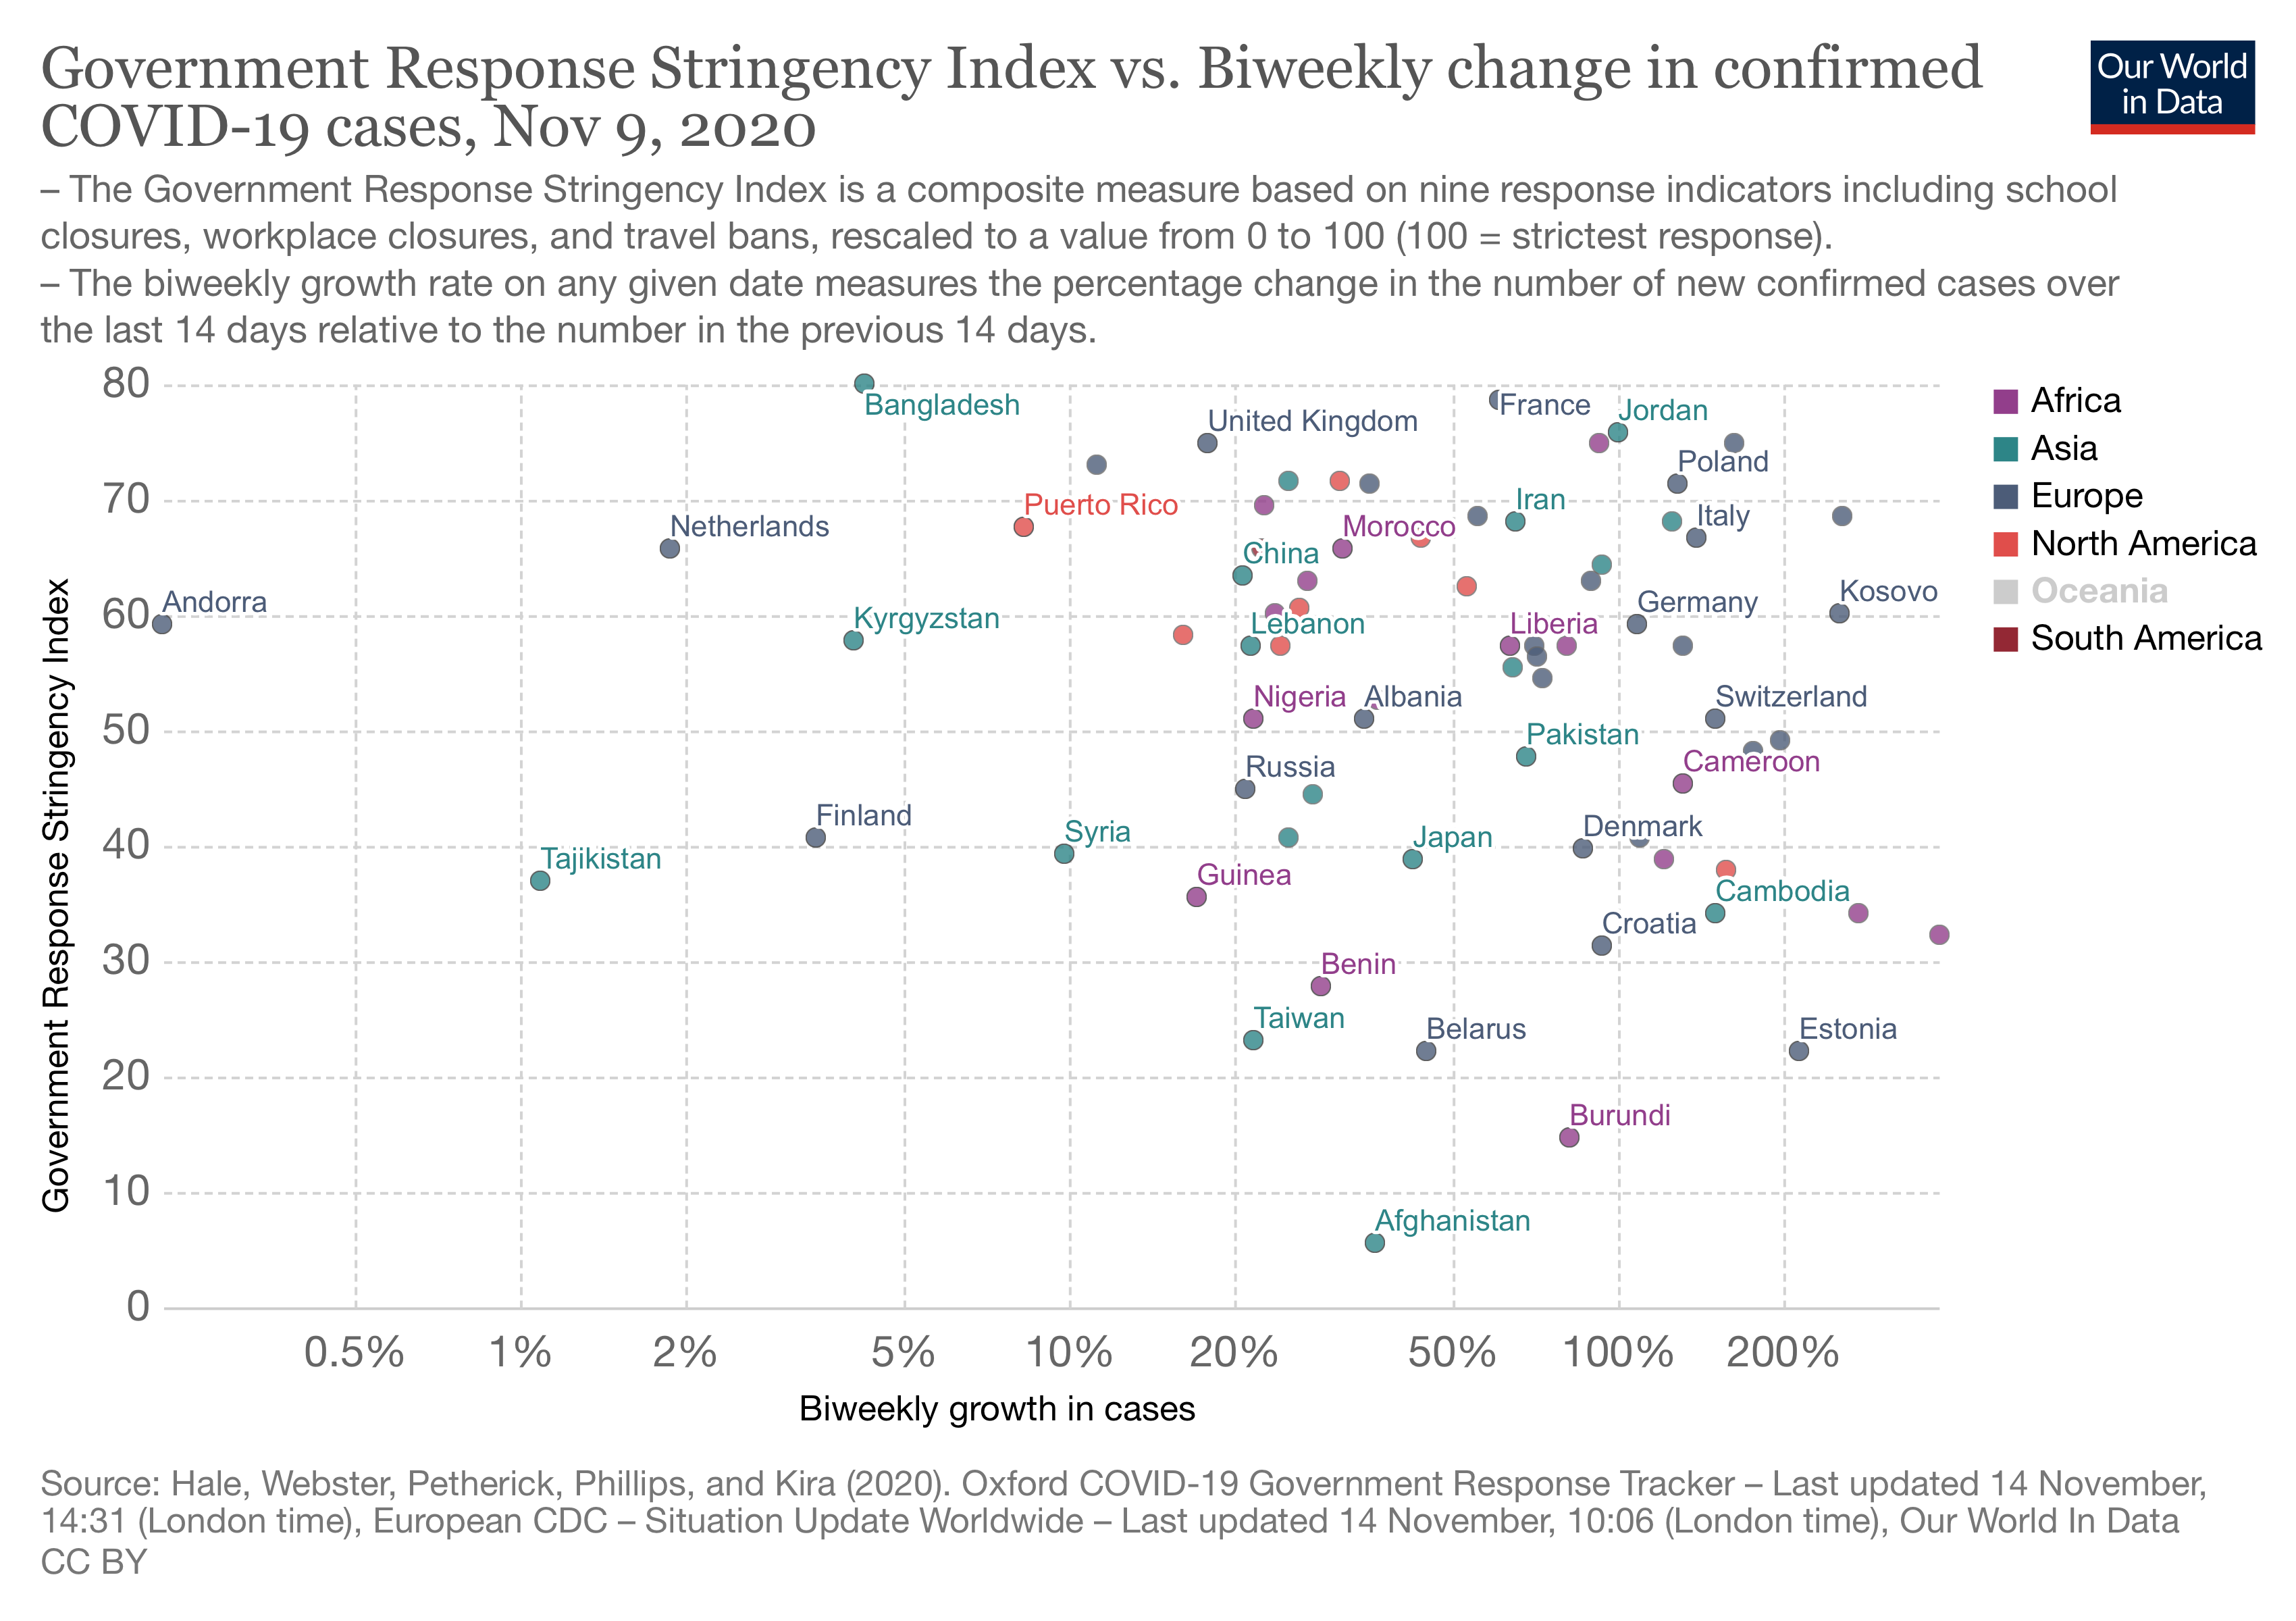 Government Response Stringency Index vs. Biweekly change in confirmed
COVID-19 cases, Nov 9, 2020
Our World
in Data
– The Government Response Stringency Index is a composite measure based on nine response indicators including school
closures, workplace closures, and travel bans, rescaled to a value from 0 to 100 (100 = strictest response).
– The biweekly growth rate on any given date measures the percentage change in the number of new confirmed cases over
the last 14 days relative to the number in the previous 14 days.
80
70
60
50
40
30
20
10
0
Government Response Stringency Index
Bangladesh
France
Jordan
United Kingdom
Poland
Puerto Rico
Iran
Netherlands
Morocco
Italy
China
Andorra
Kyrgyzstan
Lebanon
Liberia
Germany
Kosovo
Nigeria
Albania
Switzerland
Pakistan
Russia
Cameroon
Finland
Syria
Japan
Denmark
Tajikistan
Guinea
Cambodia
Croatia
Benin
Taiwan
Belarus
Estonia
Burundi
Afghanistan
Africa
Asia
Europe
North America
Oceania
South America
0.5%
1%
2%
5%
10%
20%
50%
100%
200%
Biweekly growth in cases
Source: Hale, Webster, Petherick, Phillips, and Kira (2020). Oxford COVID-19 Government Response Tracker – Last updated 14 November,
14:31 (London time), European CDC – Situation Update Worldwide – Last updated 14 November, 10:06 (London time), Our World In Data
CC BY